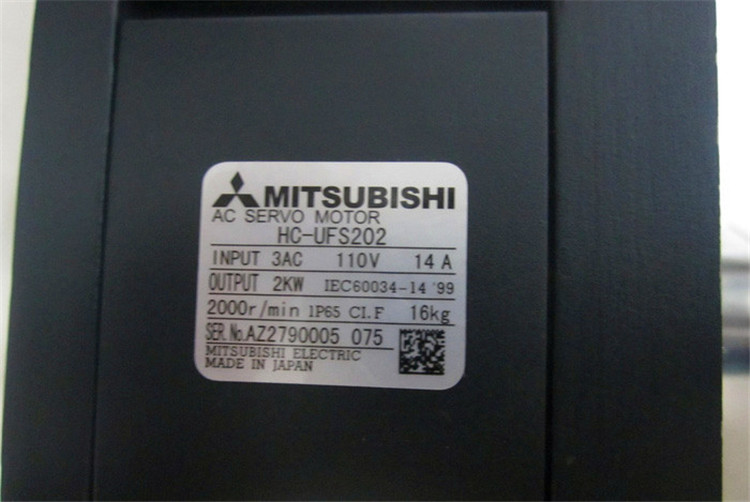 MITSUBISHI
AC SERVO MOTOR
HC-UFS202
INPUT 3AC 110V 14 A
OUTPUT 2KW IEC60034-14 '99
2000r/min IP65 CI.F 16kg
SER.No.AZ2790005 075
MITSUBISHI ELECTRIC
MADE IN JAPAN